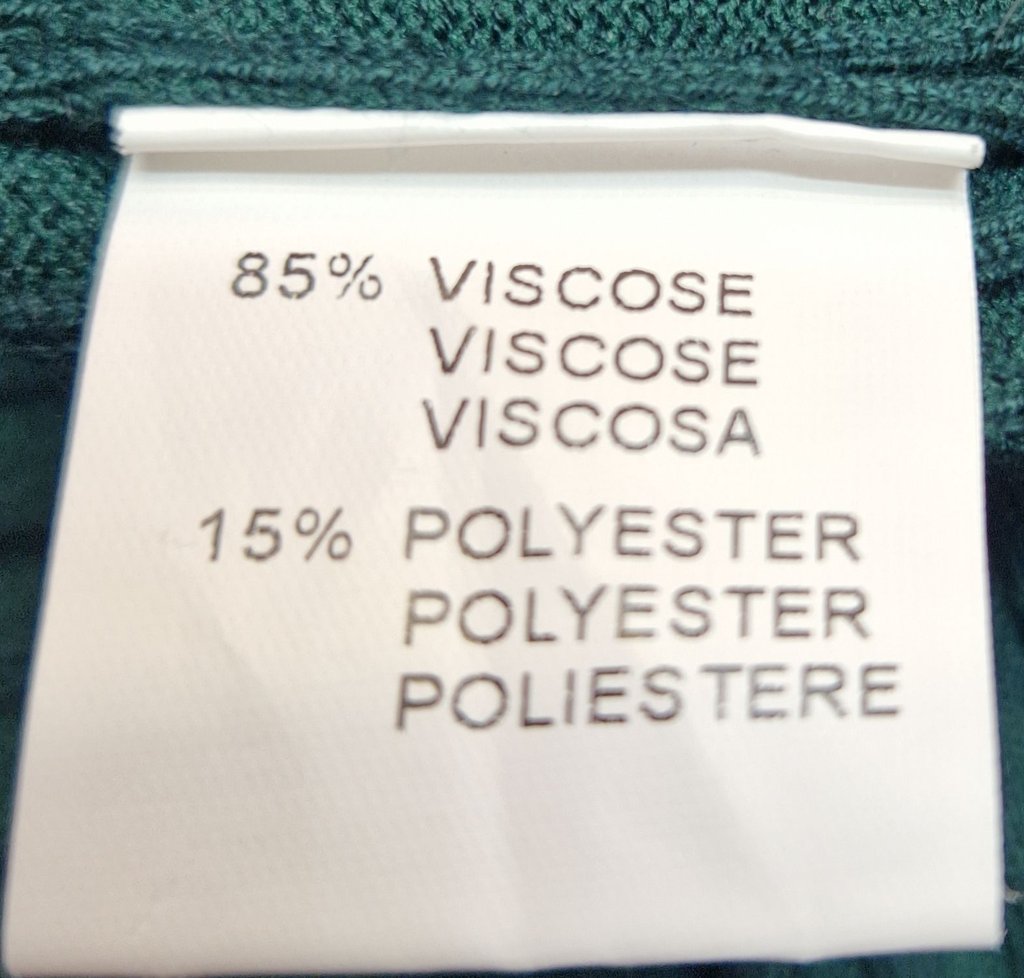 85% VISCOSE
VISCOSE
VISCOSA
15% POLYESTER
POLYESTER
POLIESTERE